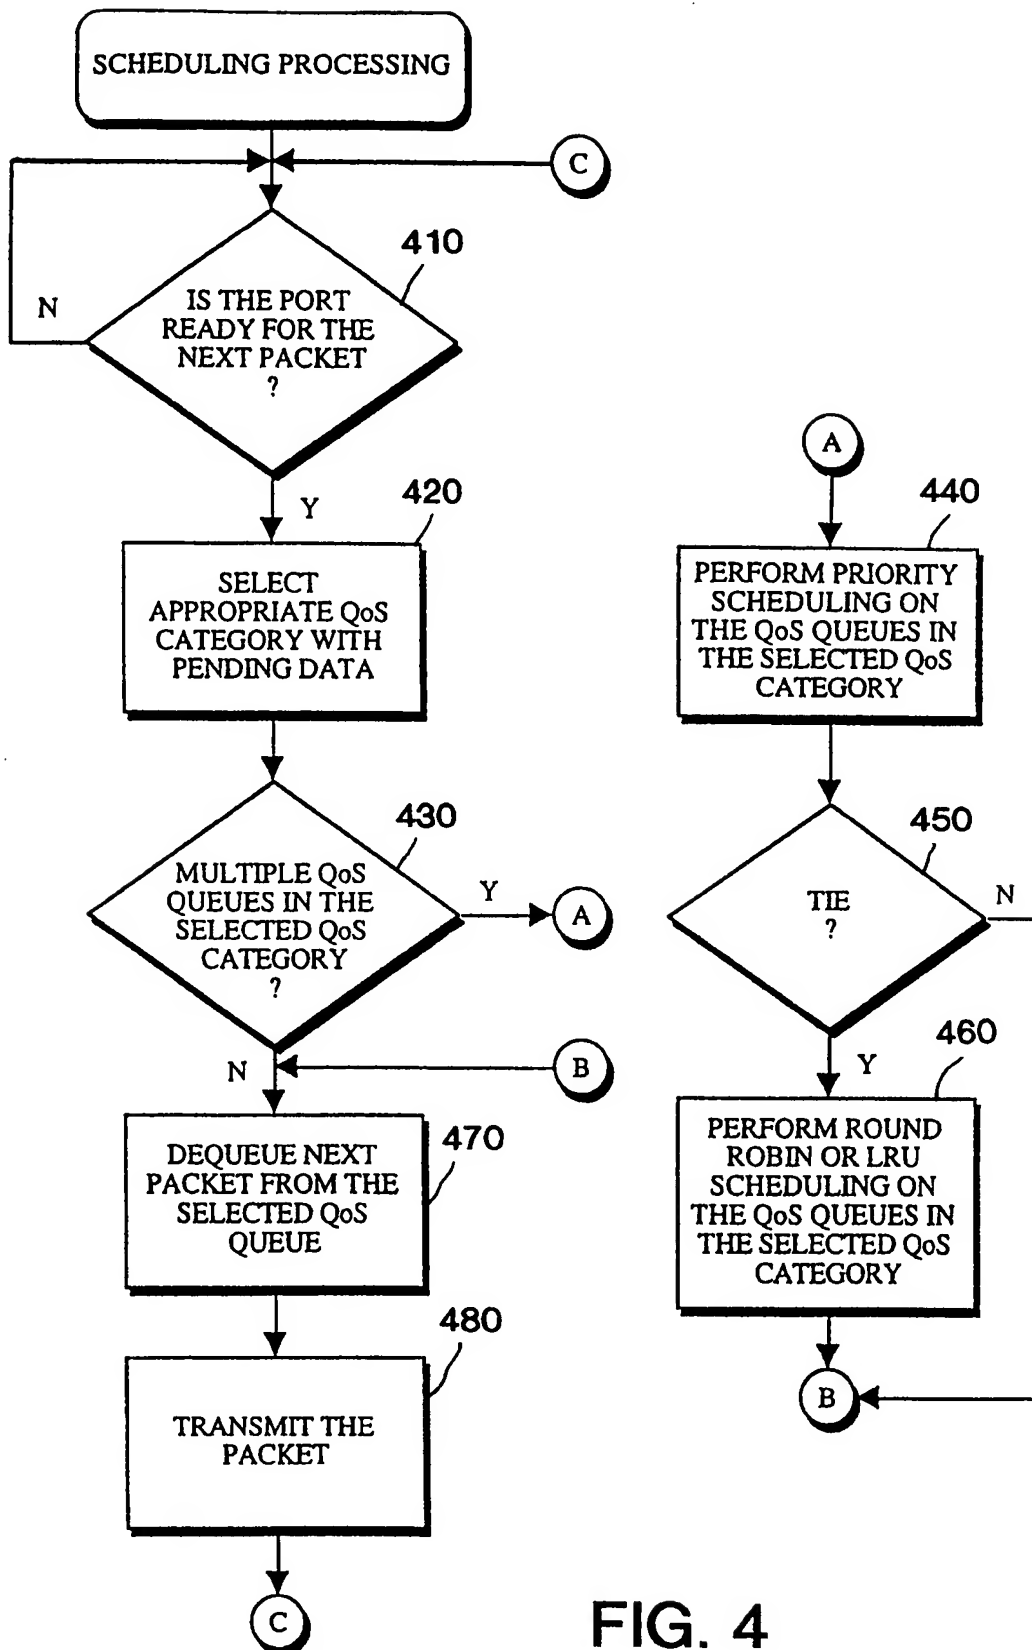 SCHEDULING PROCESSING
C
410
N
IS THE PORT
READY FOR THE
NEXT PACKET
?
Y
420
SELECT
APPROPRIATE QoS
CATEGORY WITH
PENDING DATA
430
MULTIPLE QoS
QUEUES IN THE
SELECTED QoS
CATEGORY
?
Y
A
N
B
470
DEQUEUE NEXT
PACKET FROM THE
SELECTED QoS
QUEUE
480
TRANSMIT THE
PACKET
C
A
440
PERFORM PRIORITY
SCHEDULING ON
THE QoS QUEUES IN
THE SELECTED QoS
CATEGORY
450
TIE
?
N
Y
460
PERFORM ROUND
ROBIN OR LRU
SCHEDULING ON
THE QoS QUEUES IN
THE SELECTED QoS
CATEGORY
B
FIG. 4